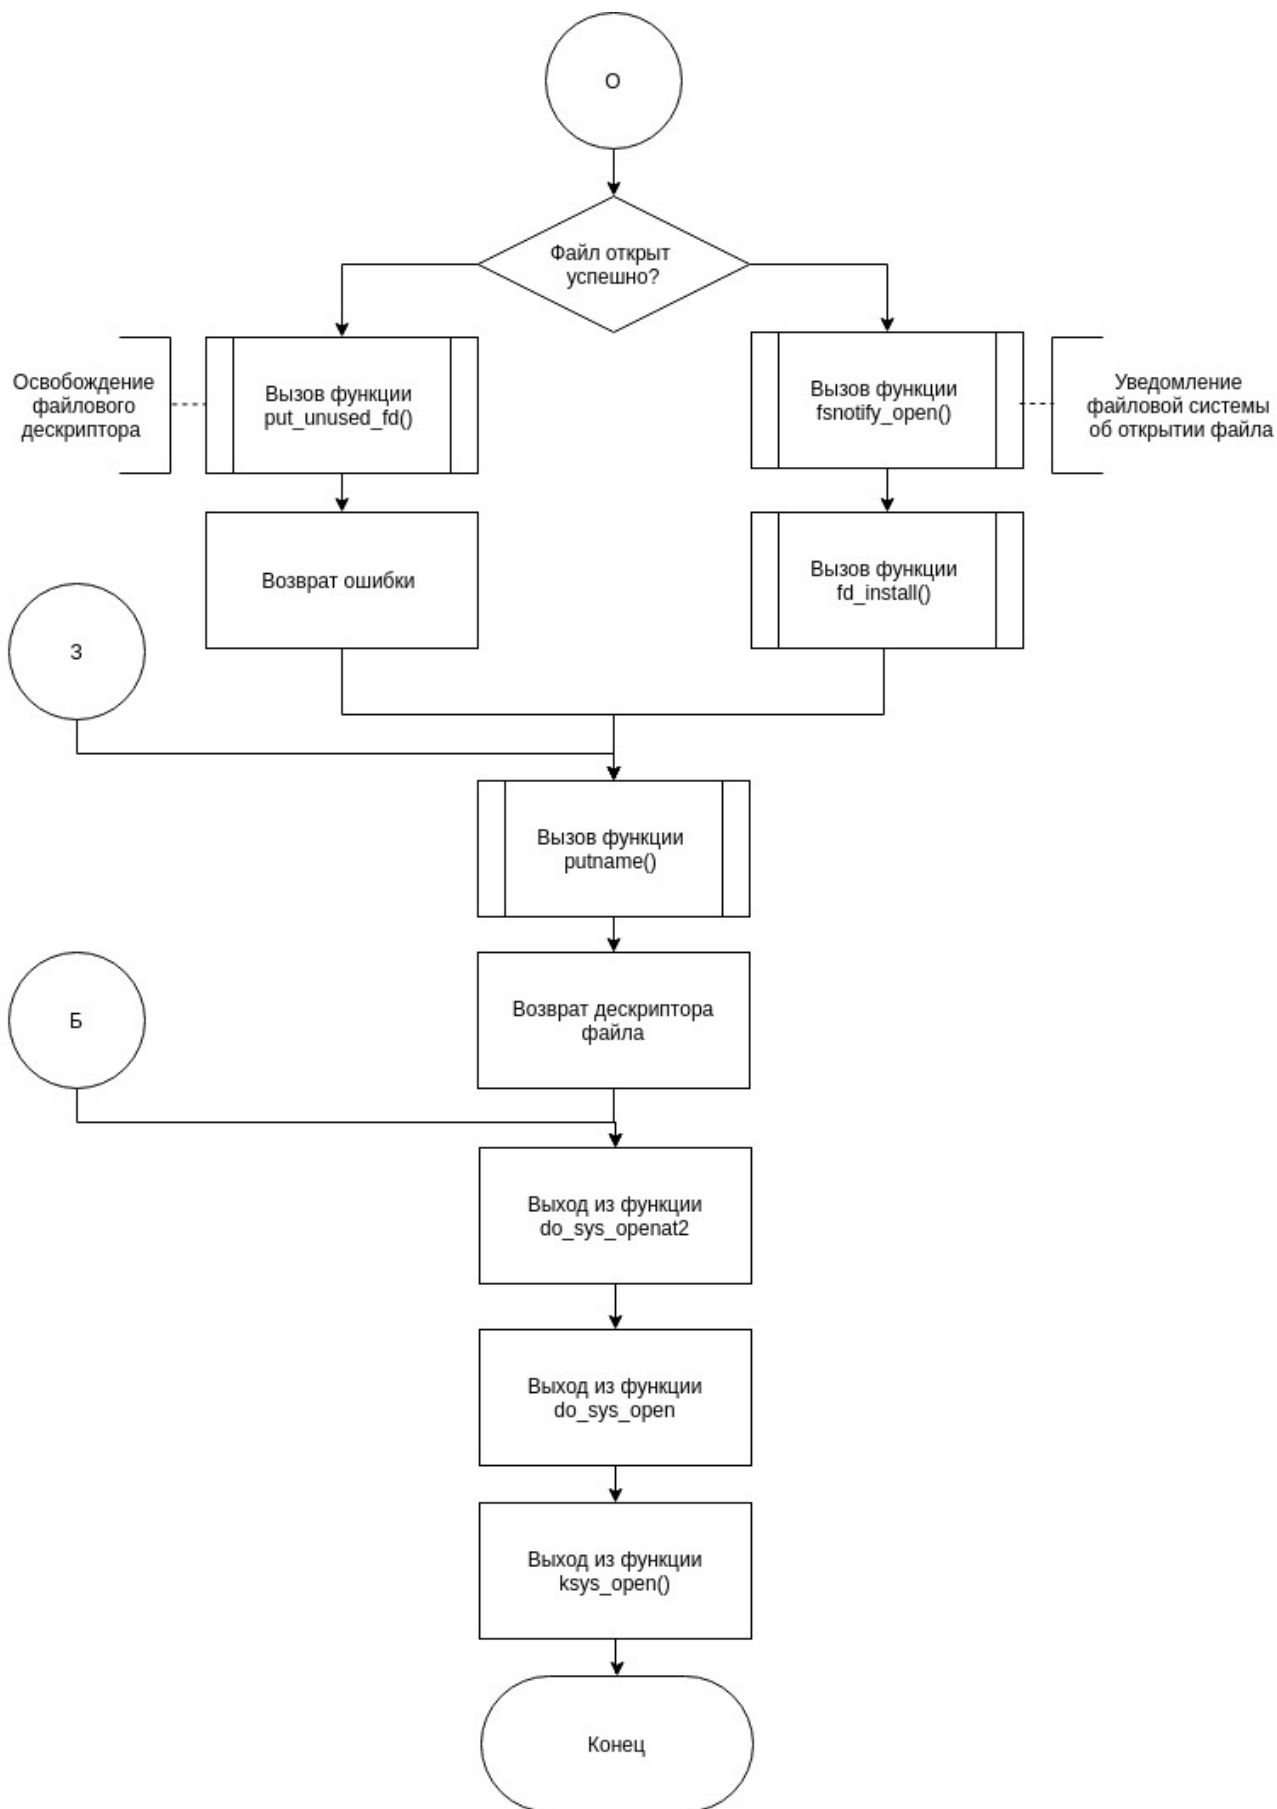 О
Файл открыт
успешно?
Освобождение
файлового
дескриптора
Вызов функции
put_unused_fd()
Вызов функции
fsnotify_open()
Уведомление
файловой системы
об открытии файла
Возврат ошибки
Вызов функции
fd_install()
З
Вызов функции
putname()
Возврат дескриптора
файла
Б
Выход из функции
do_sys_openat2
Выход из функции
do_sys_open
Выход из функции
ksys_open()
Конец